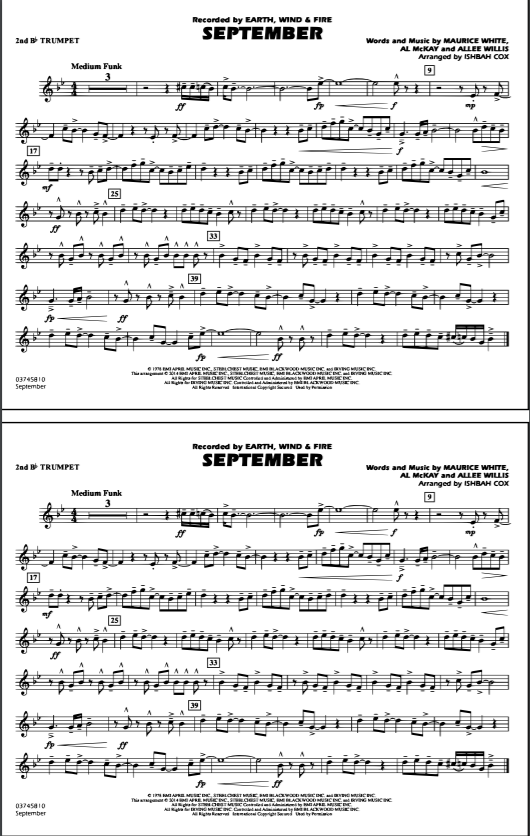 Recorded by EARTH, WIND & FIRE
SEPTEMBER
2nd B♭ TRUMPET
Words and Music by MAURICE WHITE,
AL McKAY and ALLEE WILLIS
Arranged by ISHBAH COX
Medium Funk
3
9
4
4
ff
fp
f
mp
f
17
mf
25
ff
33
39
fp
ff
fp
ff
© 1978 EMI APRIL MUSIC INC., STEELCHEST MUSIC, EMI BLACKWOOD MUSIC INC. and IRVING MUSIC INC.
This arrangement © 2014 EMI APRIL MUSIC INC., STEELCHEST MUSIC, EMI BLACKWOOD MUSIC INC. and IRVING MUSIC INC.
All Rights for STEELCHEST MUSIC Controlled and Administered by EMI APRIL MUSIC INC.
All Rights for IRVING MUSIC INC. Controlled and Administered by EMI BLACKWOOD MUSIC INC.
All Rights Reserved International Copyright Secured Used by Permission
03745810
September
Recorded by EARTH, WIND & FIRE
SEPTEMBER
2nd B♭ TRUMPET
Words and Music by MAURICE WHITE,
AL McKAY and ALLEE WILLIS
Arranged by ISHBAH COX
Medium Funk
3
9
4
4
ff
fp
f
mp
f
17
mf
25
ff
33
39
fp
ff
fp
ff
© 1978 EMI APRIL MUSIC INC., STEELCHEST MUSIC, EMI BLACKWOOD MUSIC INC. and IRVING MUSIC INC.
This arrangement © 2014 EMI APRIL MUSIC INC., STEELCHEST MUSIC, EMI BLACKWOOD MUSIC INC. and IRVING MUSIC INC.
All Rights for STEELCHEST MUSIC Controlled and Administered by EMI APRIL MUSIC INC.
All Rights for IRVING MUSIC INC. Controlled and Administered by EMI BLACKWOOD MUSIC INC.
All Rights Reserved International Copyright Secured Used by Permission
03745810
September